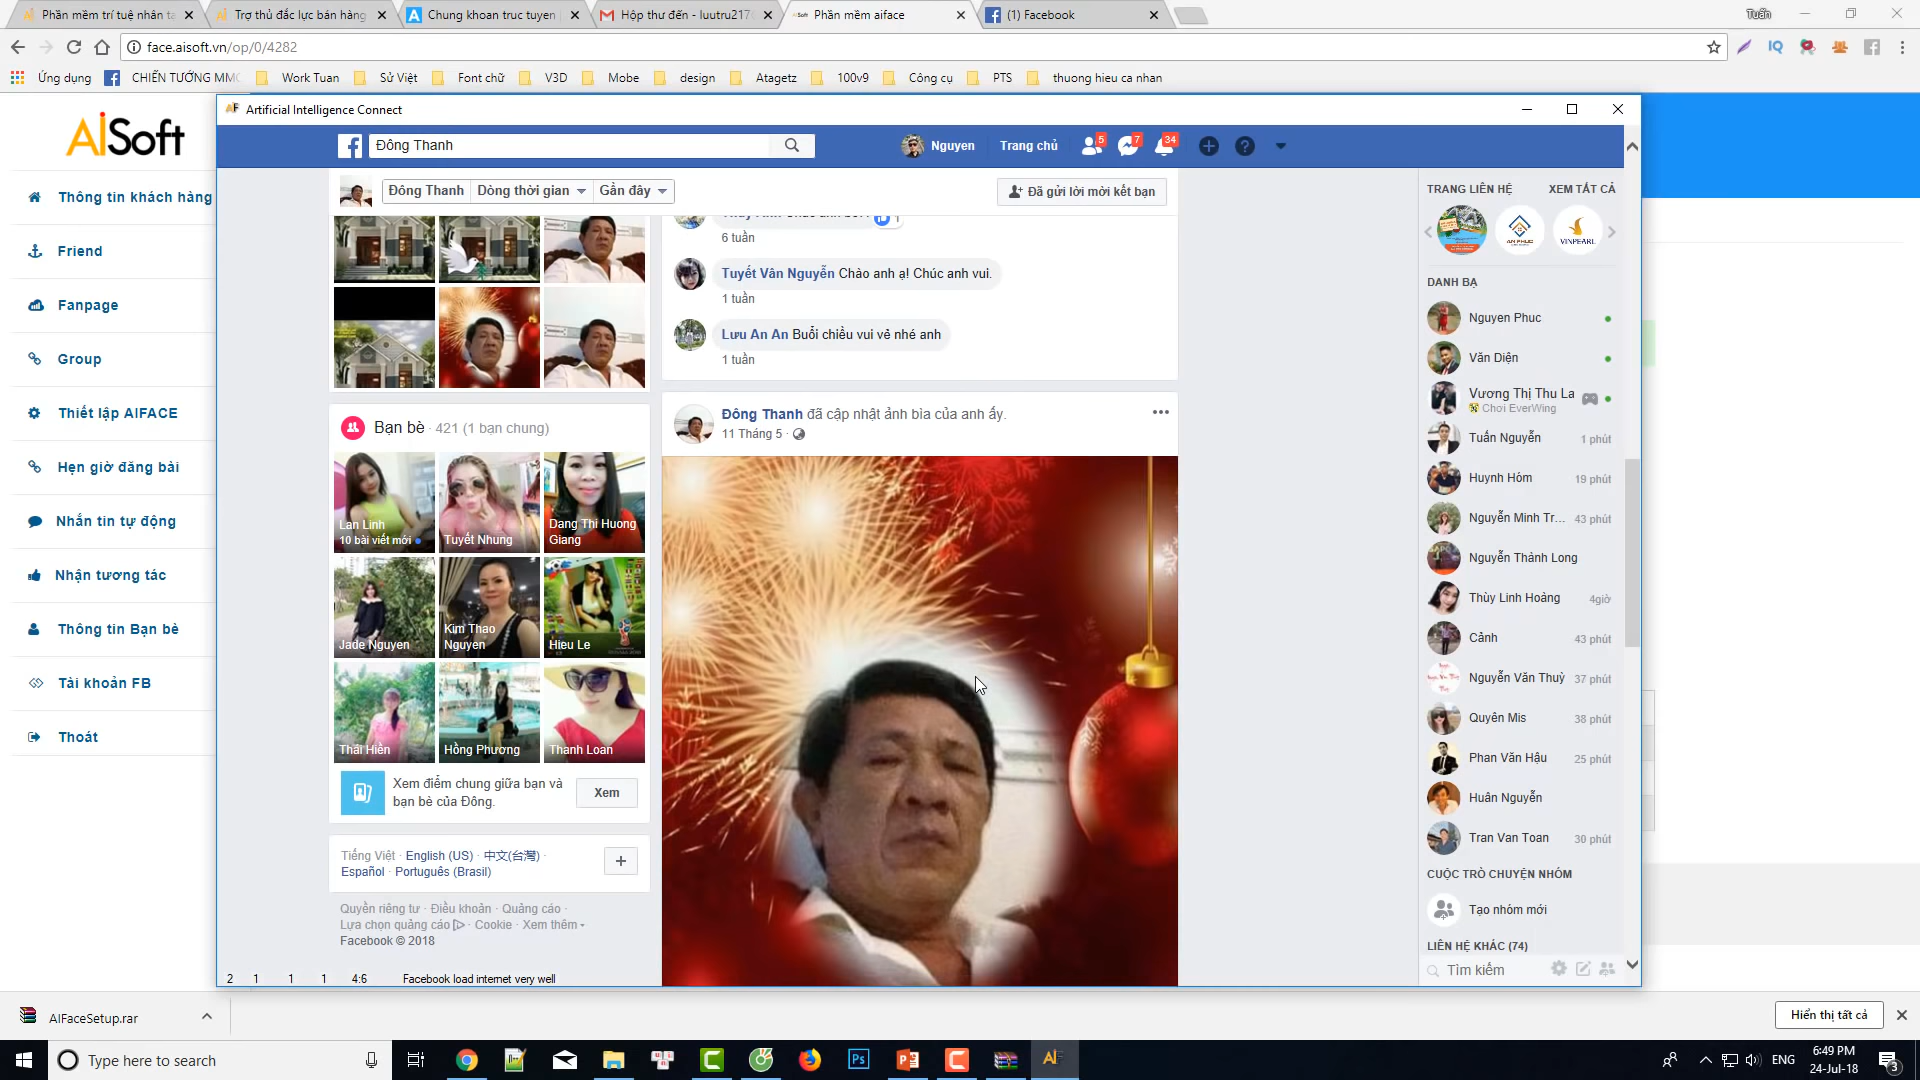 Phần mềm trí tuệ nhân tạ
Trợ thủ đắc lực bán hàng
Chung khoan truc tuyen
Hộp thư đến - luutru217
Phần mềm aiface
(1) Facebook
Tuấn
face.aisoft.vn/op/0/4282
Ứng dụng
CHIẾN TƯỚNG MMO
Work Tuan
Sử Việt
Font chữ
V3D
Mobe
design
Atagetz
100v9
Công cụ
PTS
thuong hieu ca nhan
AiSoft
Thông tin khách hàng
Friend
Fanpage
Group
Thiết lập AIFACE
Hẹn giờ đăng bài
Nhắn tin tự động
Nhận tương tác
Thông tin Bạn bè
Tài khoản FB
Thoát
Artificial Intelligence Connect
Đông Thanh
Nguyen
Trang chủ
5
7
34
Đông Thanh
Dòng thời gian
Gần đây
Đã gửi lời mời kết bạn
1
6 tuần
Tuyết Vân Nguyễn Chào anh ạ! Chúc anh vui.
1 tuần
Lưu An An Buổi chiều vui vẻ nhé anh
1 tuần
Bạn bè · 421 (1 bạn chung)
Lan Linh
10 bài viết mới
Tuyết Nhung
Dang Thi Huong
Giang
Jade Nguyen
Kim Thao
Nguyen
Hieu Le
Thái Hiền
Hồng Phương
Thanh Loan
Xem điểm chung giữa bạn và
bạn bè của Đông.
Xem
Tiếng Việt · English (US) · 中文(台灣) ·
Español · Português (Brasil)
Quyền riêng tư · Điều khoản · Quảng cáo ·
Lựa chọn quảng cáo · Cookie · Xem thêm
Facebook © 2018
Đông Thanh đã cập nhật ảnh bìa của anh ấy.
11 Tháng 5 ·
TRANG LIÊN HỆ
XEM TẤT CẢ
AN PHUC
VINPEARL
DANH BẠ
Nguyen Phuc
Văn Diện
Vương Thị Thu La
Chơi EverWing
Tuấn Nguyễn
1 phút
Huynh Hóm
19 phút
Nguyễn Minh Tr...
43 phút
Nguyễn Thành Long
Thùy Linh Hoàng
4giờ
Cảnh
43 phút
Nguyễn Văn Thuỳ
37 phút
Quyên Mis
38 phút
Phan Văn Hậu
25 phút
Huân Nguyễn
Tran Van Toan
30 phút
CUỘC TRÒ CHUYỆN NHÓM
Tạo nhóm mới
LIÊN HỆ KHÁC (74)
Tìm kiếm
2 1 1 1 4:6 Facebook load internet very well
AIFaceSetup.rar
Hiển thị tất cả
Type here to search
ENG
6:49 PM
24-Jul-18
3